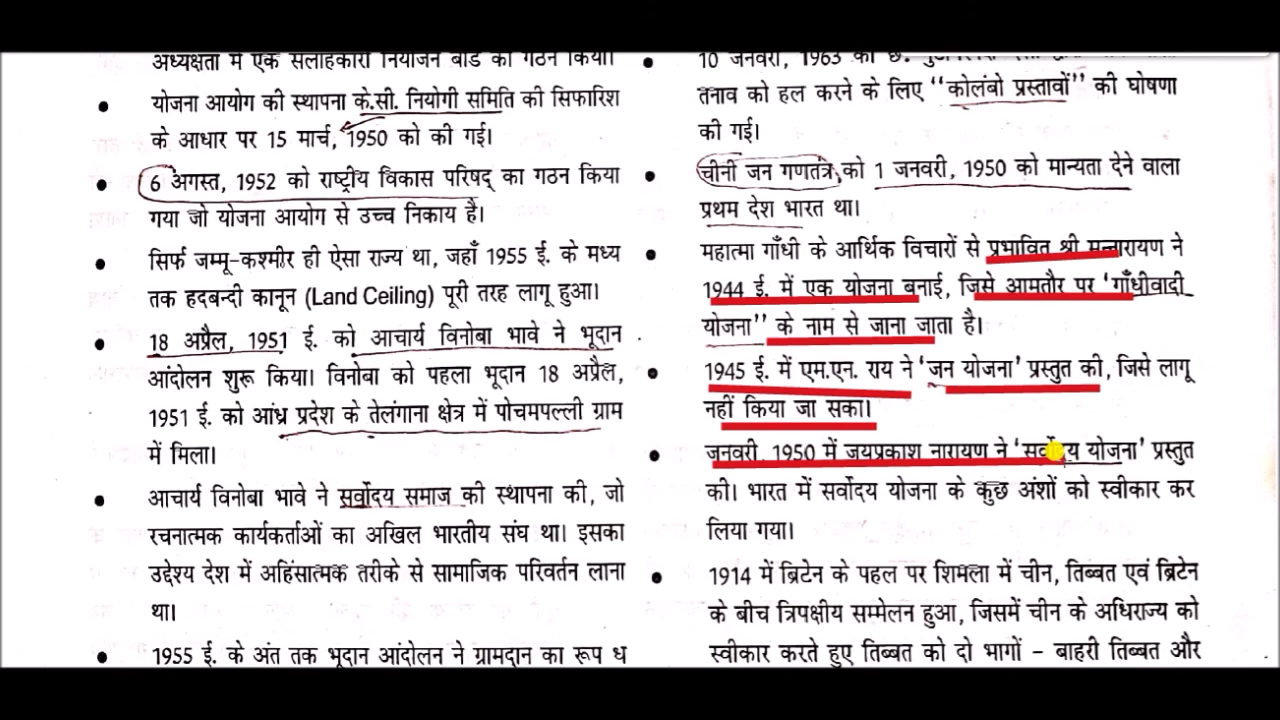 अध्यक्षता में एक सलाहकारी नियोजन बोर्ड का गठन किया।
• योजना आयोग की स्थापना के.सी. नियोगी समिति की सिफारिश
के आधार पर 15 मार्च, 1950 को की गई।
• 6 अगस्त, 1952 को राष्ट्रीय विकास परिषद् का गठन किया
गया जो योजना आयोग से उच्च निकाय है।
• सिर्फ जम्मू-कश्मीर ही ऐसा राज्य था, जहाँ 1955 ई. के मध्य
तक हदबन्दी कानून (Land Ceiling) पूरी तरह लागू हुआ।
• 18 अप्रैल, 1951 ई. को आचार्य विनोबा भावे ने भूदान
आंदोलन शुरू किया। विनोबा को पहला भूदान 18 अप्रैल,
1951 ई. को आंध्र प्रदेश के तेलंगाना क्षेत्र में पोचमपल्ली ग्राम
में मिला।
• आचार्य विनोबा भावे ने सर्वोदय समाज की स्थापना की, जो
रचनात्मक कार्यकर्ताओं का अखिल भारतीय संघ था। इसका
उद्देश्य देश में अहिंसात्मक तरीके से सामाजिक परिवर्तन लाना
था।
• 1955 ई. के अंत तक भूदान आंदोलन ने ग्रामदान का रूप ध
• 10 जनवरी, 1963 को छः
तनाव को हल करने के लिए ‘‘कोलंबो प्रस्तावों’’ की घोषणा
की गई।
• चीनी जन गणतंत्र को 1 जनवरी, 1950 को मान्यता देने वाला
प्रथम देश भारत था।
• महात्मा गाँधी के आर्थिक विचारों से प्रभावित श्री मन्नारायण ने
1944 ई. में एक योजना बनाई, जिसे आमतौर पर ‘गाँधीवादी
योजना’’ के नाम से जाना जाता है।
• 1945 ई. में एम.एन. राय ने ‘जन योजना’ प्रस्तुत की, जिसे लागू
नहीं किया जा सका।
• जनवरी, 1950 में जयप्रकाश नारायण ने ‘सर्वोदय योजना’ प्रस्तुत
की। भारत में सर्वोदय योजना के कुछ अंशों को स्वीकार कर
लिया गया।
• 1914 में ब्रिटेन के पहल पर शिमला में चीन, तिब्बत एवं ब्रिटेन
के बीच त्रिपक्षीय सम्मेलन हुआ, जिसमें चीन के अधिराज्य को
स्वीकार करते हुए तिब्बत को दो भागों – बाहरी तिब्बत और